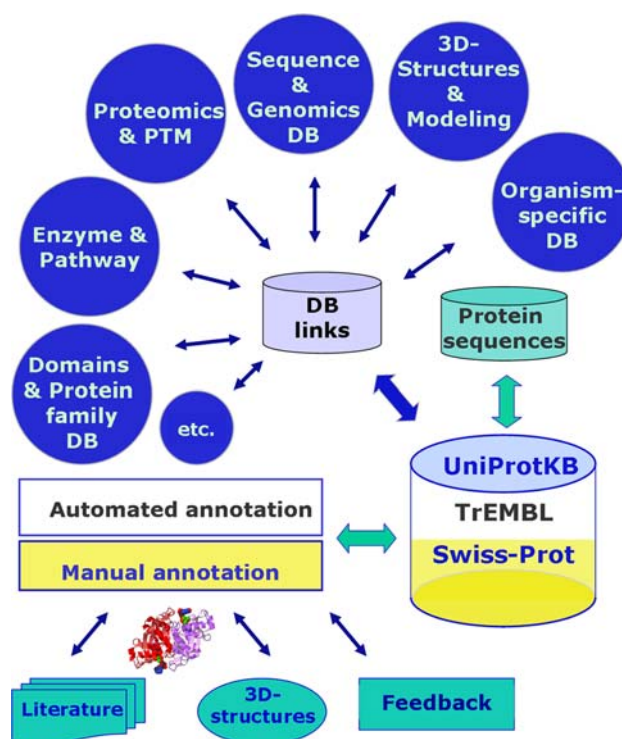 Sequence
&
Genomics
DB
3D-
Structures
&
Modeling
Proteomics
& PTM
Organism-
specific
DB
Enzyme &
Pathway
DB
links
Protein
sequences
Domains
& Protein
family
DB
etc.
UniProtKB
TrEMBL
Swiss-Prot
Automated annotation
Manual annotation
Literature
3D-
structures
Feedback